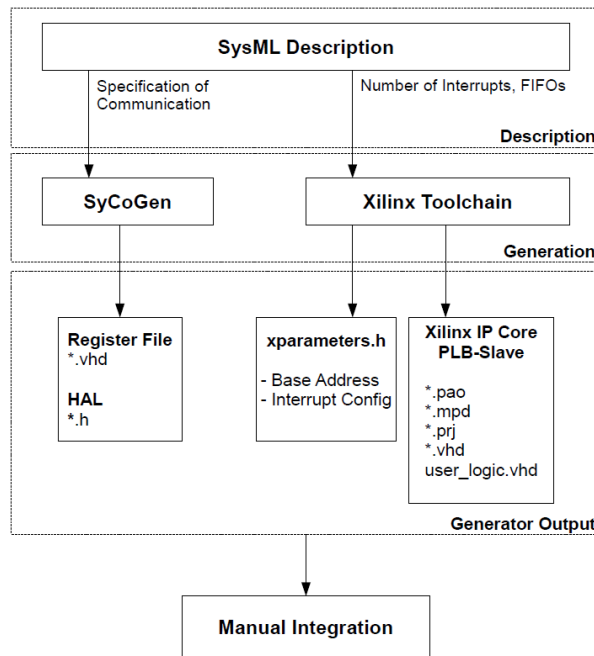 SysML Description
Specification of
Communication
Number of Interrupts, FIFOs
Description
SyCoGen
Xilinx Toolchain
Generation
Register File
*.vhd
HAL
*.h
xparameters.h
- Base Address
- Interrupt Config
Xilinx IP Core
PLB-Slave
*.pao
*.mpd
*.prj
*.vhd
user_logic.vhd
Generator Output
Manual Integration